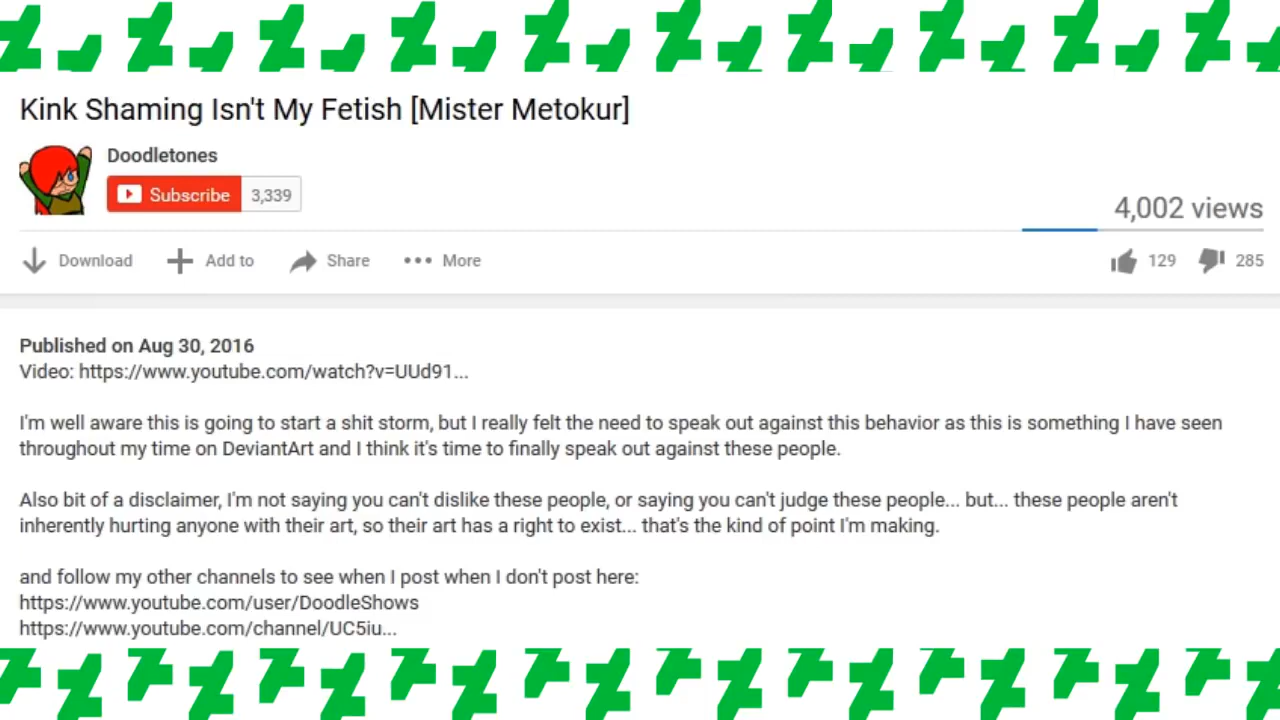 Kink Shaming Isn't My Fetish [Mister Metokur]
Doodletones
Subscribe 3,339
4,002 views
Download Add to Share More 129 285
Published on Aug 30, 2016
Video: https://www.youtube.com/watch?v=UUd91...
I'm well aware this is going to start a shit storm, but I really felt the need to speak out against this behavior as this is something I have seen
throughout my time on DeviantArt and I think it's time to finally speak out against these people.
Also bit of a disclaimer, I'm not saying you can't dislike these people, or saying you can't judge these people... but... these people aren't
inherently hurting anyone with their art, so their art has a right to exist... that's the kind of point I'm making.
and follow my other channels to see when I post when I don't post here:
https://www.youtube.com/user/DoodleShows
https://www.youtube.com/channel/UC5iu...